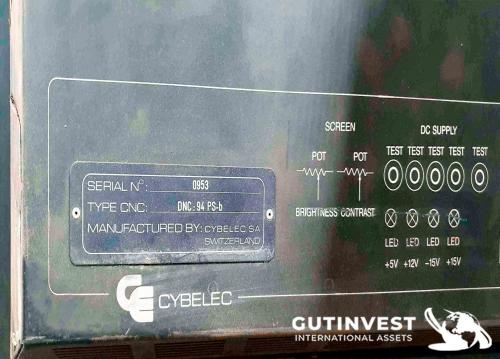 SCREEN
DC SUPPLY
POT POT
TEST TEST TEST TEST TEST
BRIGHTNESS CONTRAST
LED LED LED LED
+5V +12V -15V +15V
SERIAL N°: 0953
TYPE CNC: DNC: 94 PS-b
MANUFACTURED BY: CYBELEC SA
SWITZERLAND
CYBELEC
GUTINVEST
INTERNATIONAL ASSETS